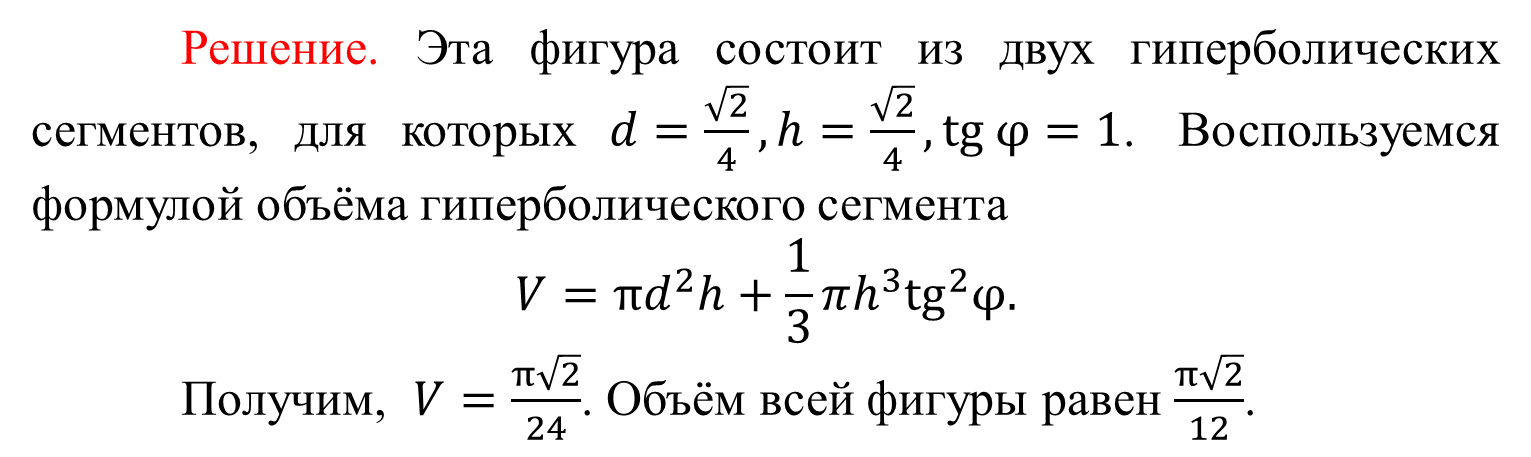 Решение. Эта фигура состоит из двух гиперболических
сегментов, для которых d = √2/4, h = √2/4, tg φ = 1. Воспользуемся
формулой объёма гиперболического сегмента
V = πd²h + 1/3 πh³tg²φ.
Получим, V = π√2/24. Объём всей фигуры равен π√2/12.